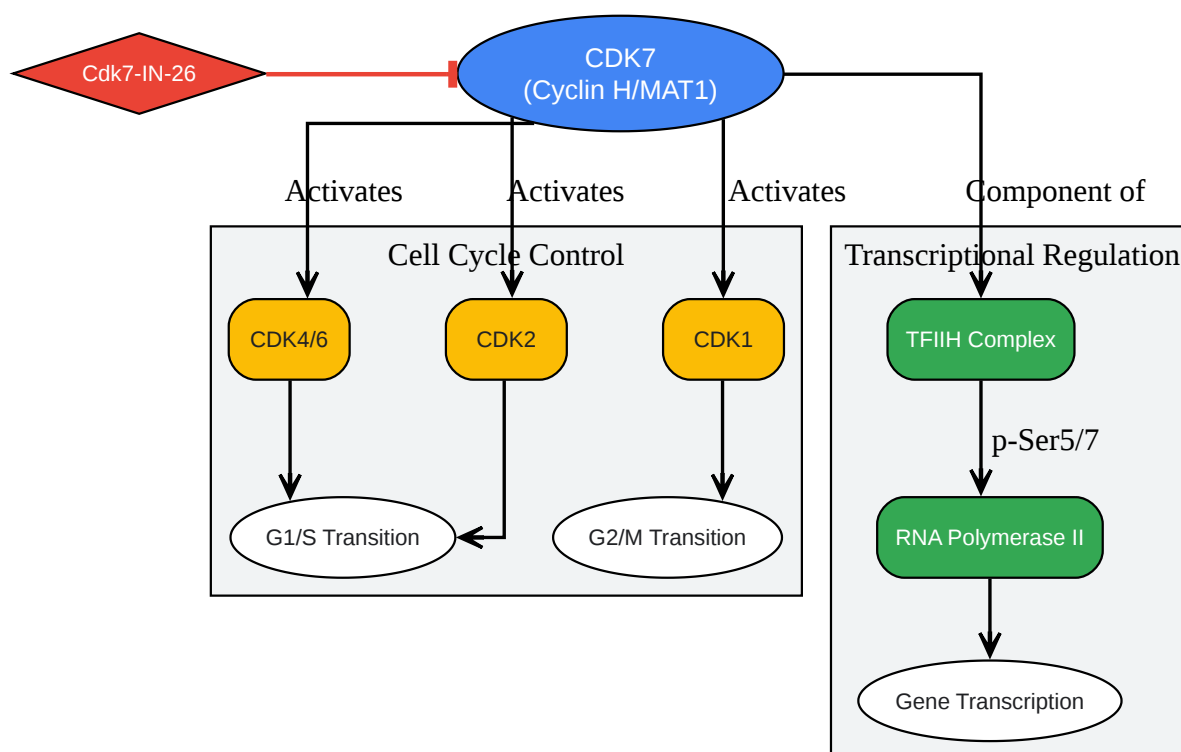 Cdk7-IN-26
CDK7
(Cyclin H/MAT1)
Activates
Activates
Activates
Component of
Cell Cycle Control
Transcriptional Regulation
CDK4/6
CDK2
CDK1
TFIIH Complex
p-Ser5/7
G1/S Transition
G2/M Transition
RNA Polymerase II
Gene Transcription